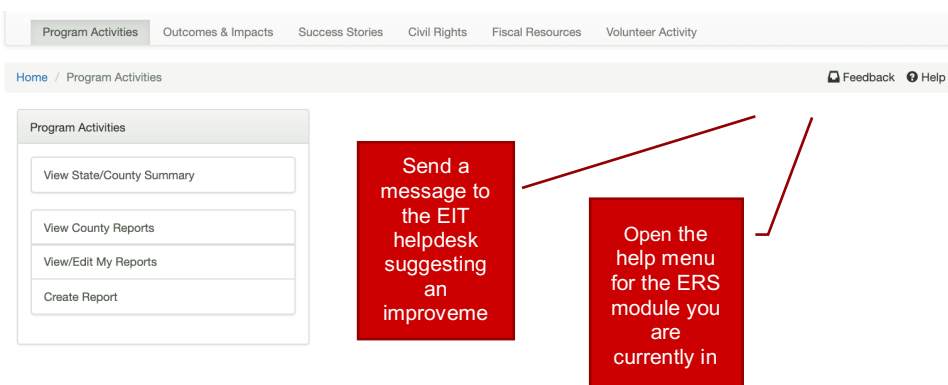 Program Activities Outcomes & Impacts Success Stories Civil Rights Fiscal Resources Volunteer Activity
Home / Program Activities
Feedback Help
Program Activities
View State/County Summary
View County Reports
View/Edit My Reports
Create Report
Send a
message to
the EIT
helpdesk
suggesting
an
improveme
Open the
help menu
for the ERS
module you
are
currently in